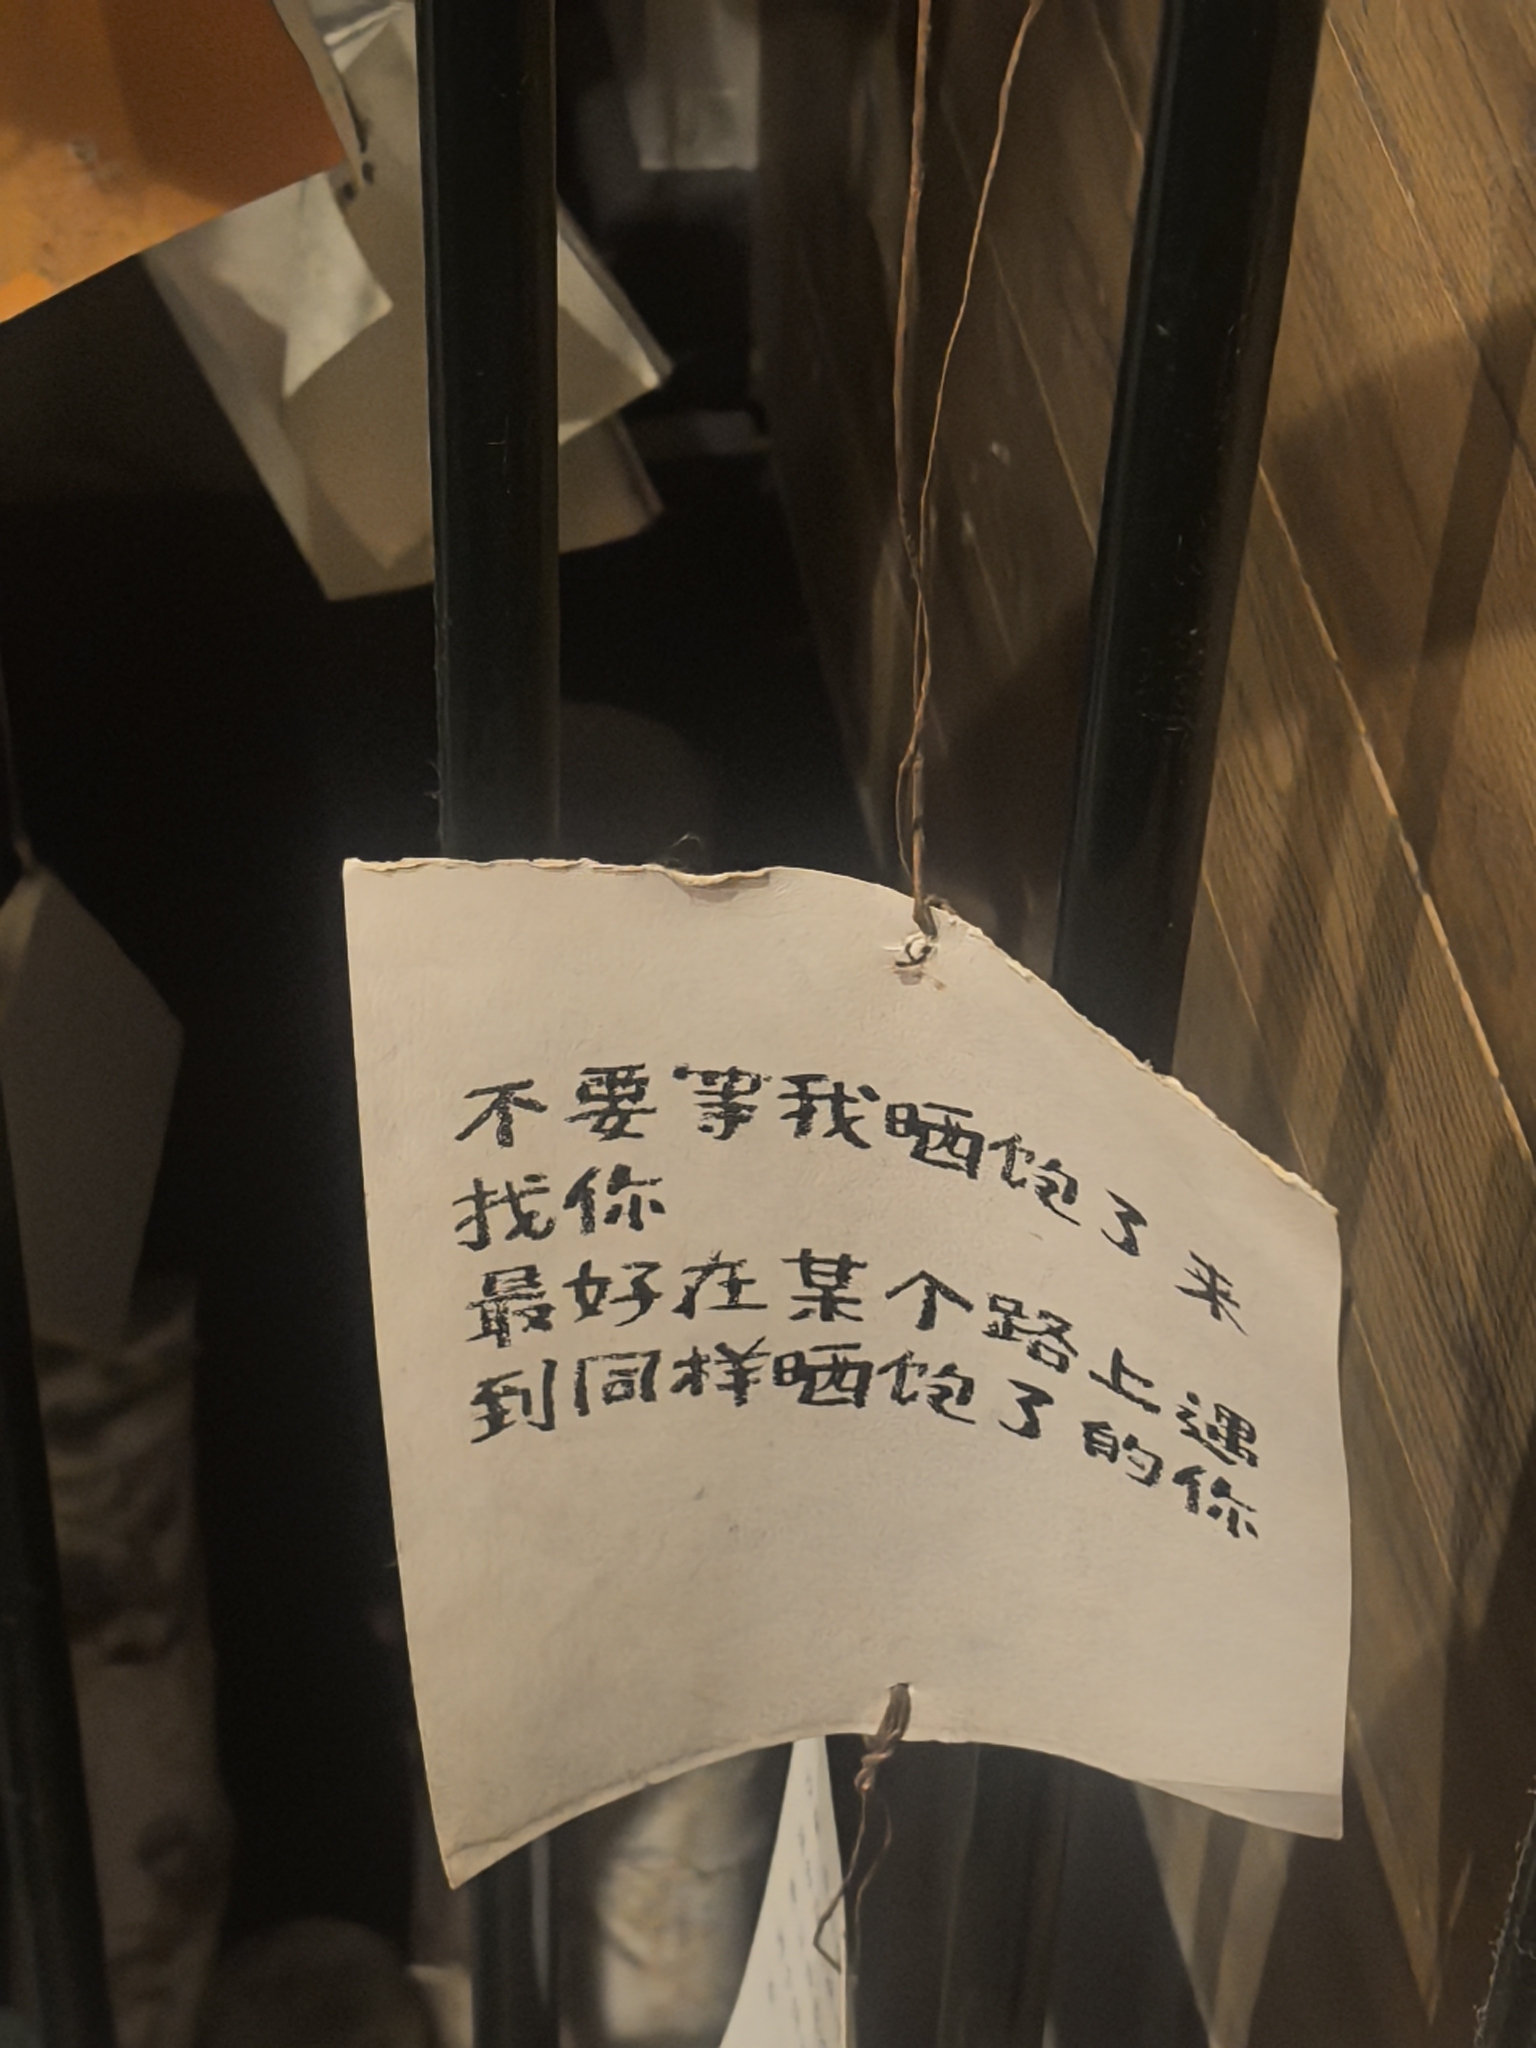 不要等我晒饱了来
找你
最好在某个路上遇
到同样晒饱了的你